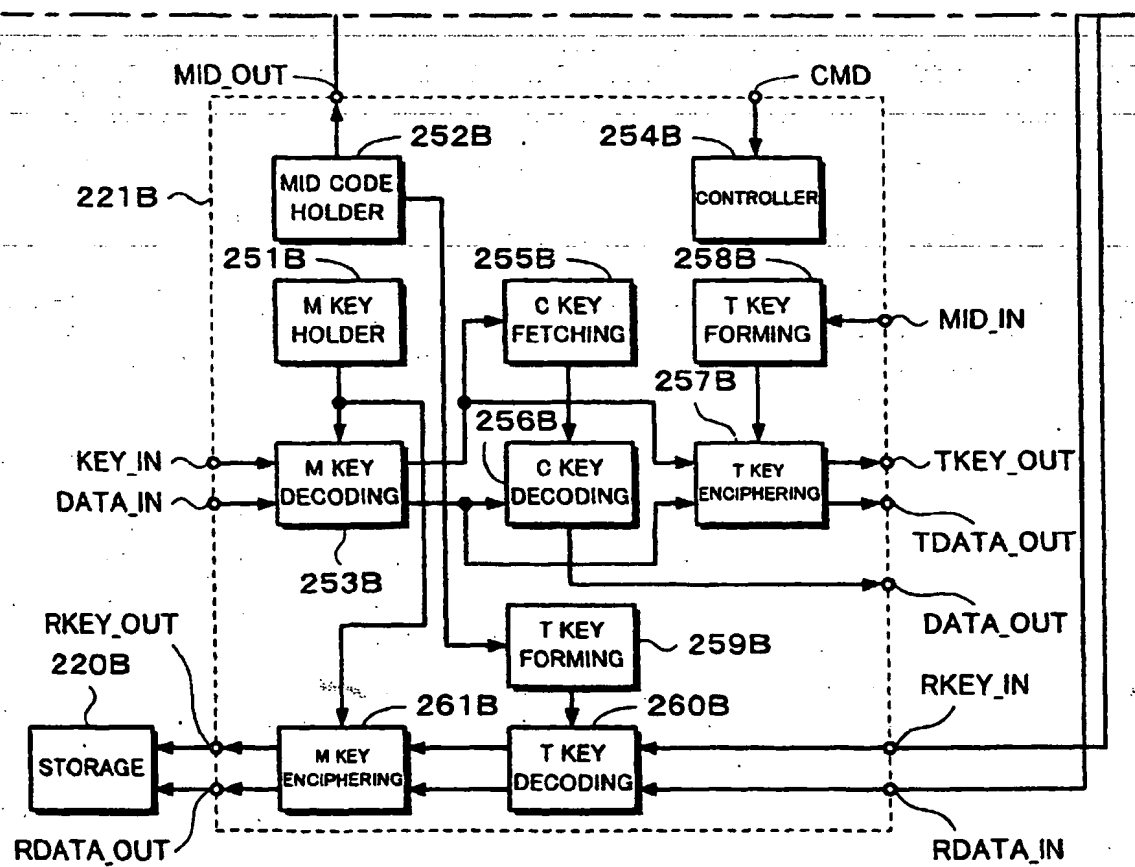 MID_OUT
CMD
252B
254B
221B
MID CODE
HOLDER
CONTROLLER
251B
255B
258B
M KEY
HOLDER
C KEY
FETCHING
T KEY
FORMING
MID_IN
257B
256B
KEY_IN
DATA_IN
M KEY
DECODING
C KEY
DECODING
T KEY
ENCIPHERING
TKEY_OUT
TDATA_OUT
253B
DATA_OUT
RKEY_OUT
T KEY
FORMING
259B
220B
RKEY_IN
261B
260B
STORAGE
M KEY
ENCIPHERING
T KEY
DECODING
RDATA_OUT
RDATA_IN